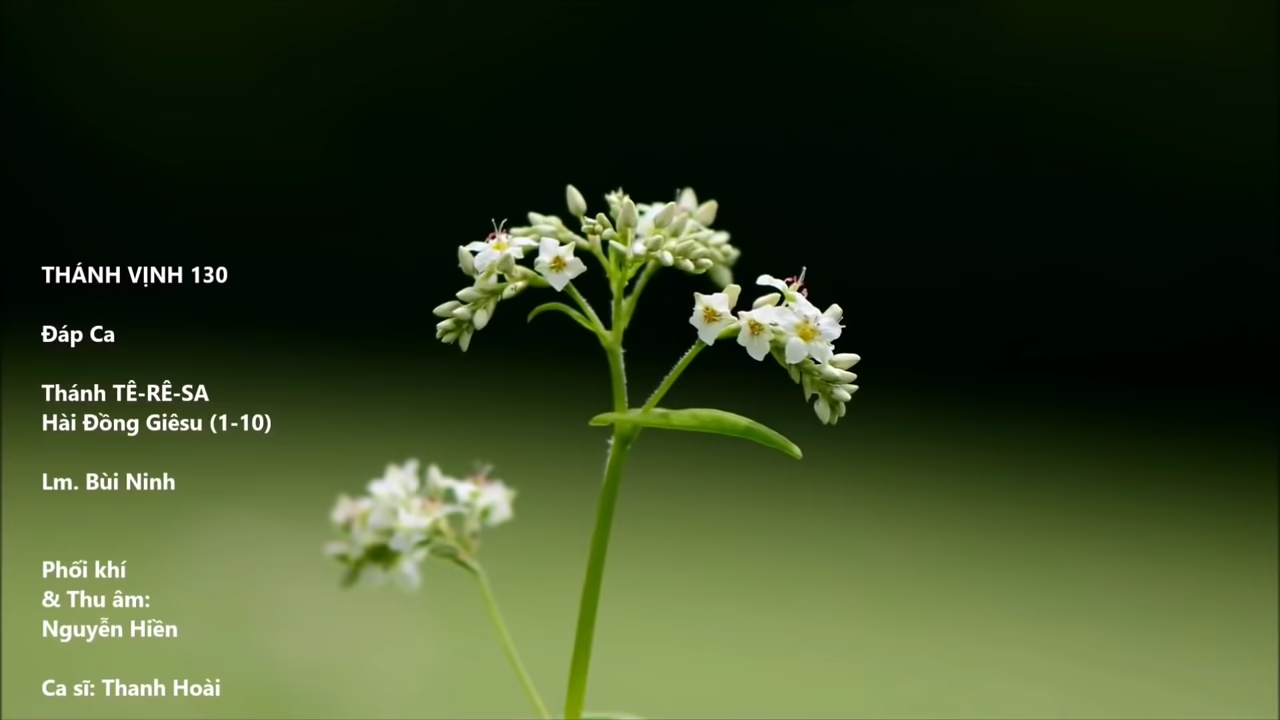 THÁNH VỊNH 130
Đáp Ca
Thánh TÊ-RÊ-SA
Hài Đồng Giêsu (1-10)
Lm. Bùi Ninh
Phối khí
& Thu âm:
Nguyễn Hiền
Ca sĩ: Thanh Hoài